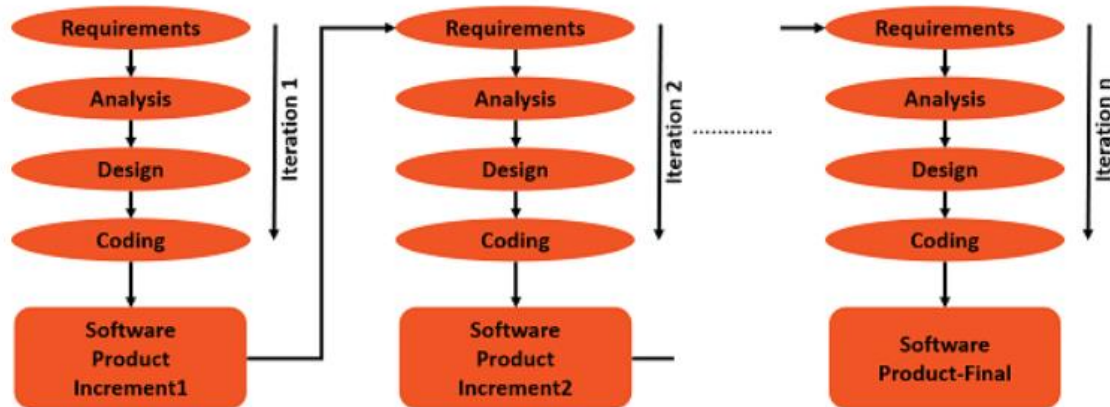 Requirements
Analysis
Design
Coding
Software
Product
Increment1
Iteration 1
Requirements
Analysis
Design
Coding
Software
Product
Increment2
Iteration 2
Requirements
Analysis
Design
Coding
Software
Product-Final
Iteration n